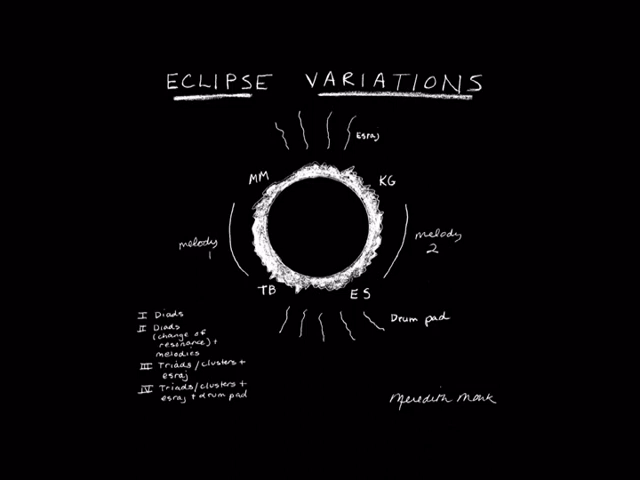 ECLIPSE VARIATIONS
Esraj
MM
KG
melody
1
melody
2
TB
ES
Drum pad
I Diads
II Diads
(change of
resonance) +
melodies
III Triads/clusters +
esraj
IV Triads/clusters +
esraj + drum pad
Meredith Monk